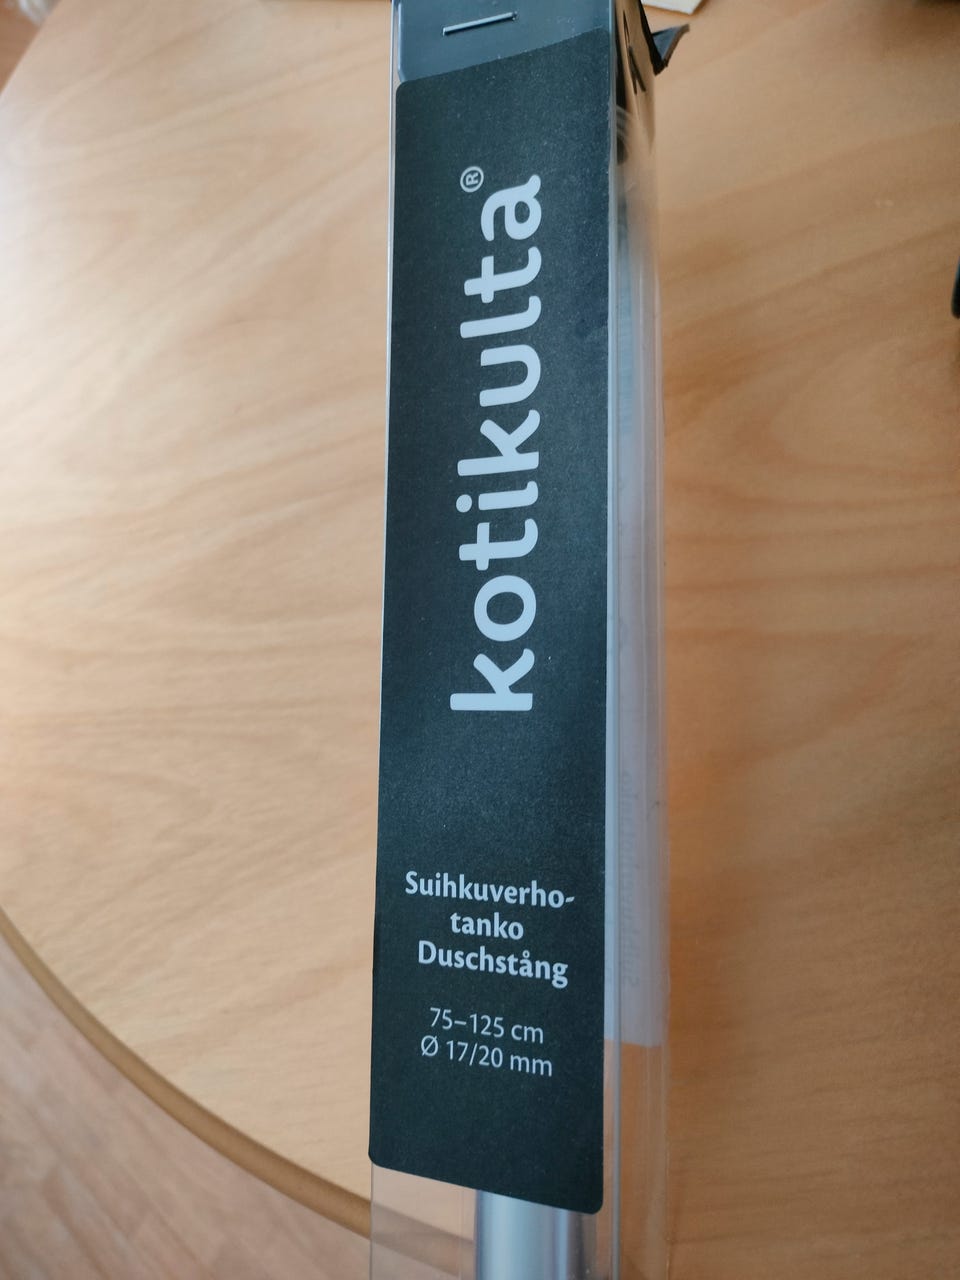 kotikulta®
Suihkuverho-
tanko
Duschstång
75–125 cm
Ø 17/20 mm